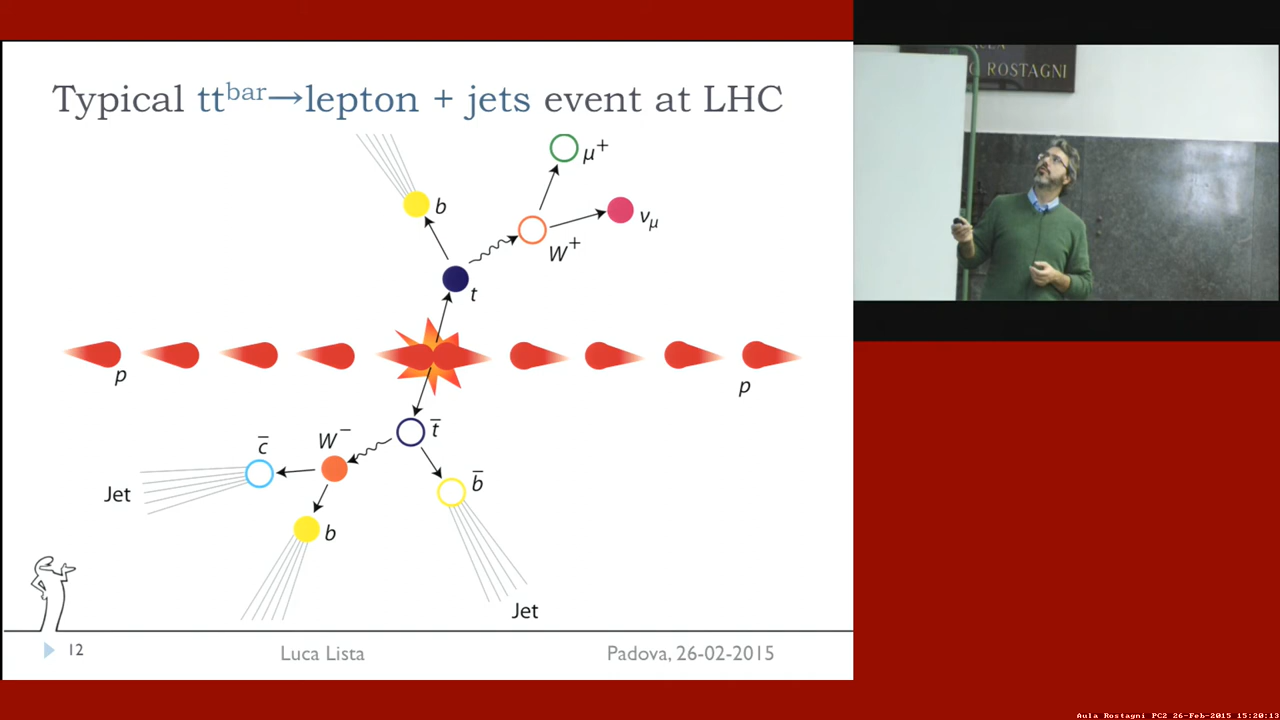 Typical tt^bar→lepton + jets event at LHC
μ⁺
b
ν_μ
W⁺
t
p
p
t̄
W⁻
c̄
b̄
Jet
b
Jet
12
Luca Lista
Padova, 26-02-2015
ROSTAGNI
Aula Rostagni PC2 26-Feb-2015 15:20:13